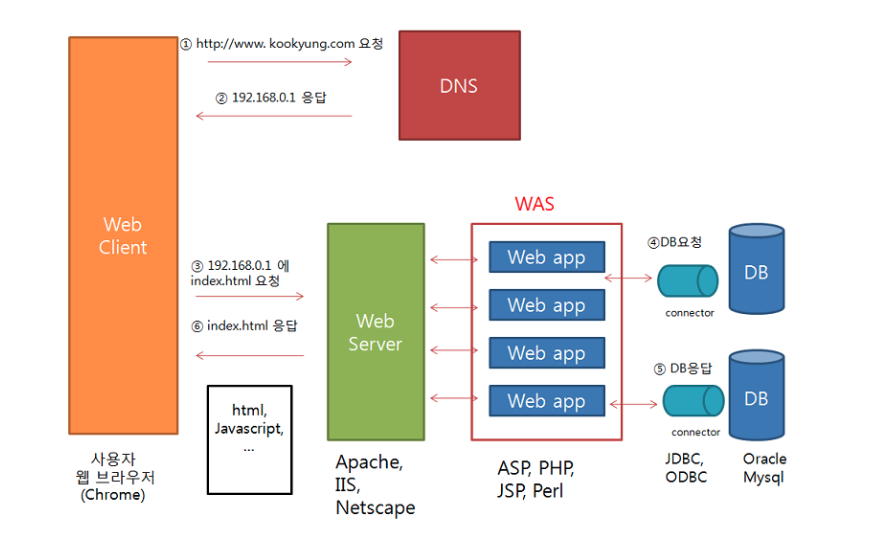 ① http://www. kookyung.com 요청
② 192.168.0.1 응답
DNS
Web
Client
WAS
③ 192.168.0.1 에
index.html 요청
⑥ index.html 응답
Web
Server
Web app
Web app
Web app
Web app
④DB요청
connector
DB
⑤ DB응답
connector
DB
html,
Javascript,
...
사용자
웹 브라우저
(Chrome)
Apache,
IIS,
Netscape
ASP, PHP,
JSP, Perl
JDBC,
ODBC
Oracle
Mysql